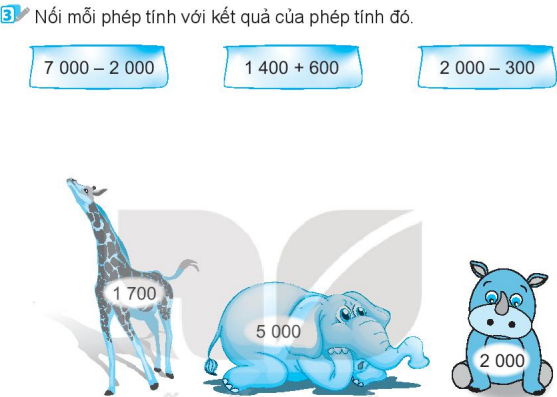 3 Nối mỗi phép tính với kết quả của phép tính đó.
7 000 – 2 000 1 400 + 600 2 000 – 300
1 700
5 000
2 000